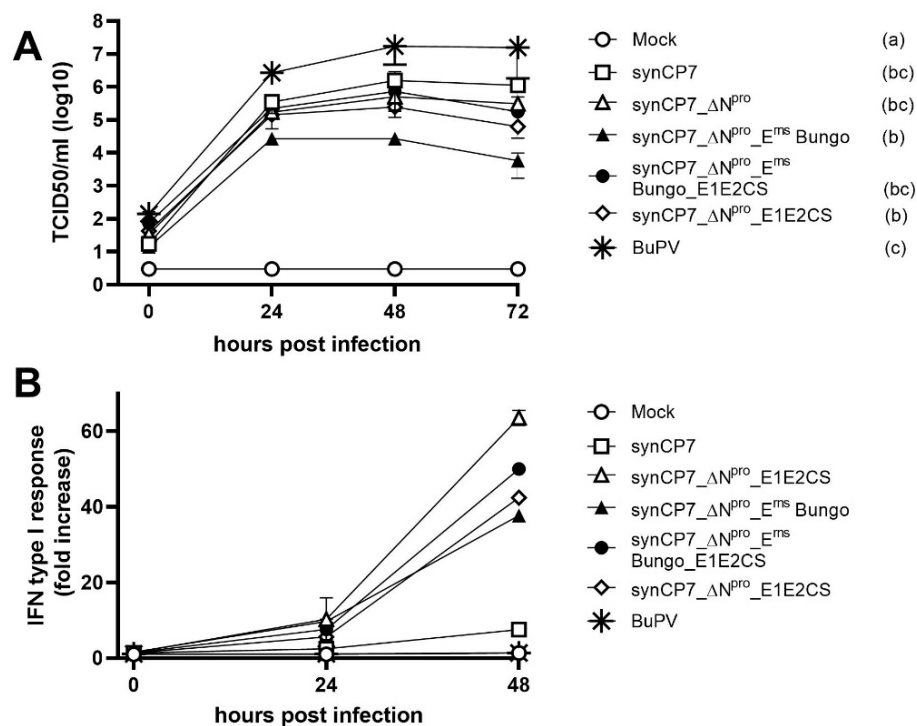 A
TCID50/ml (log10)
8
7
6
5
4
3
2
1
0
0 24 48 72
hours post infection
Mock (a)
synCP7 (bc)
synCP7_ΔNpro (bc)
synCP7_ΔNpro_Erns Bungo (b)
synCP7_ΔNpro_Erns
Bungo_E1E2CS (bc)
synCP7_ΔNpro_E1E2CS (b)
BuPV (c)
B
IFN type I response
(fold increase)
60
40
20
0
0 24 48
hours post infection
Mock
synCP7
synCP7_ΔNpro_E1E2CS
synCP7_ΔNpro_Erns Bungo
synCP7_ΔNpro_Erns
Bungo_E1E2CS
synCP7_ΔNpro_E1E2CS
BuPV